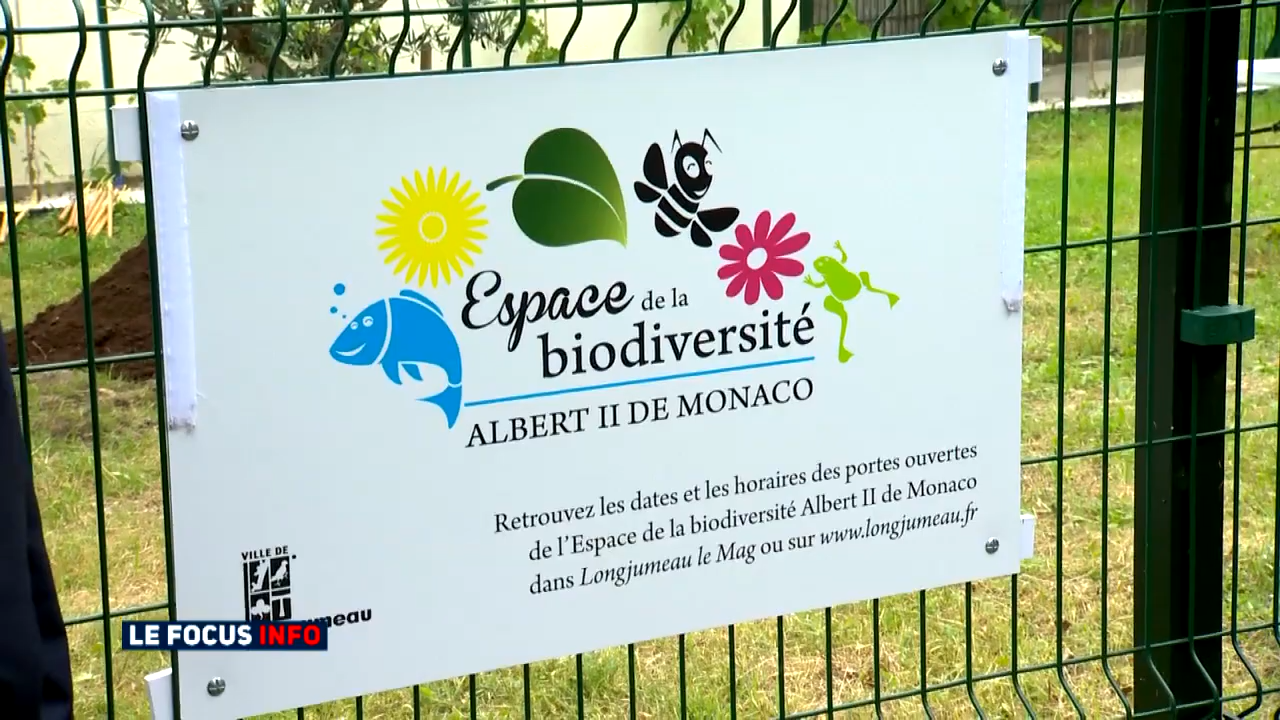 Espace de la
biodiversité
ALBERT II DE MONACO
Retrouvez les dates et les horaires des portes ouvertes
de l'Espace de la biodiversité Albert II de Monaco
dans Longjumeau le Mag ou sur www.longjumeau.fr
VILLE DE
LE FOCUS INFO